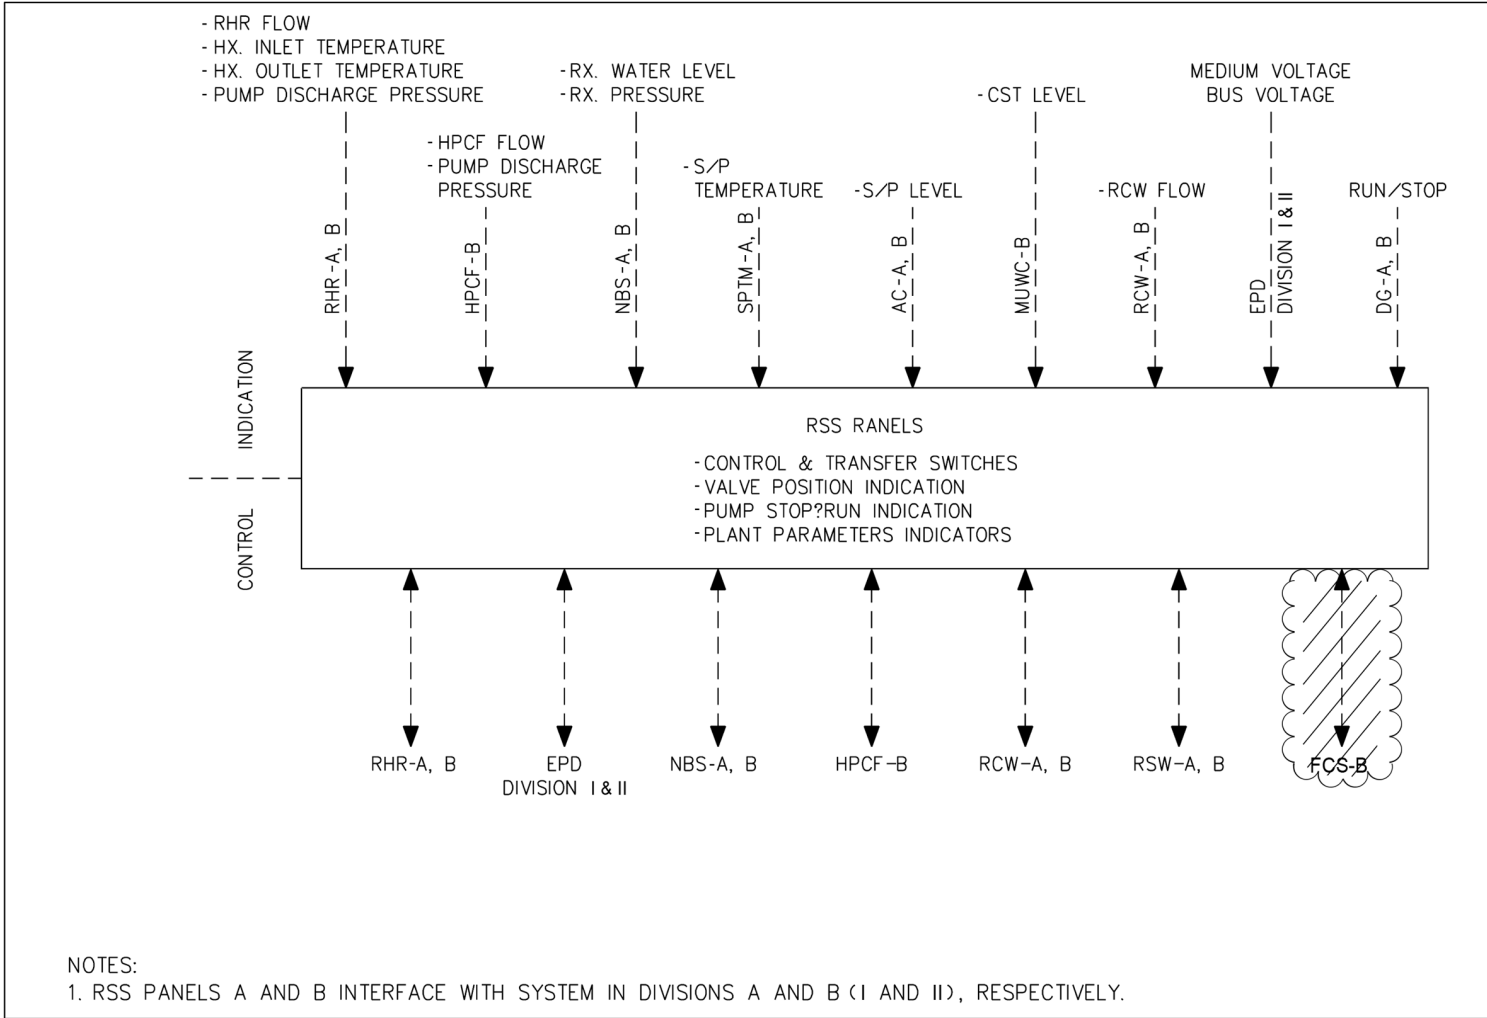 - RHR FLOW
- HX. INLET TEMPERATURE
- HX. OUTLET TEMPERATURE
- PUMP DISCHARGE PRESSURE
- HPCF FLOW
- PUMP DISCHARGE
PRESSURE
- RX. WATER LEVEL
- RX. PRESSURE
- S/P
TEMPERATURE
- S/P LEVEL
- CST LEVEL
- RCW FLOW
MEDIUM VOLTAGE
BUS VOLTAGE
RUN/STOP
RHR-A, B
HPCF-B
NBS-A, B
SPTM-A, B
AC-A, B
MUWC-B
RCW-A, B
EPD
DIVISION I & II
DG-A, B
INDICATION
CONTROL
RSS RANELS
- CONTROL & TRANSFER SWITCHES
- VALVE POSITION INDICATION
- PUMP STOP?RUN INDICATION
- PLANT PARAMETERS INDICATORS
RHR-A, B
EPD
DIVISION I & II
NBS-A, B
HPCF-B
RCW-A, B
RSW-A, B
FCS-B
NOTES:
1. RSS PANELS A AND B INTERFACE WITH SYSTEM IN DIVISIONS A AND B (I AND II), RESPECTIVELY.